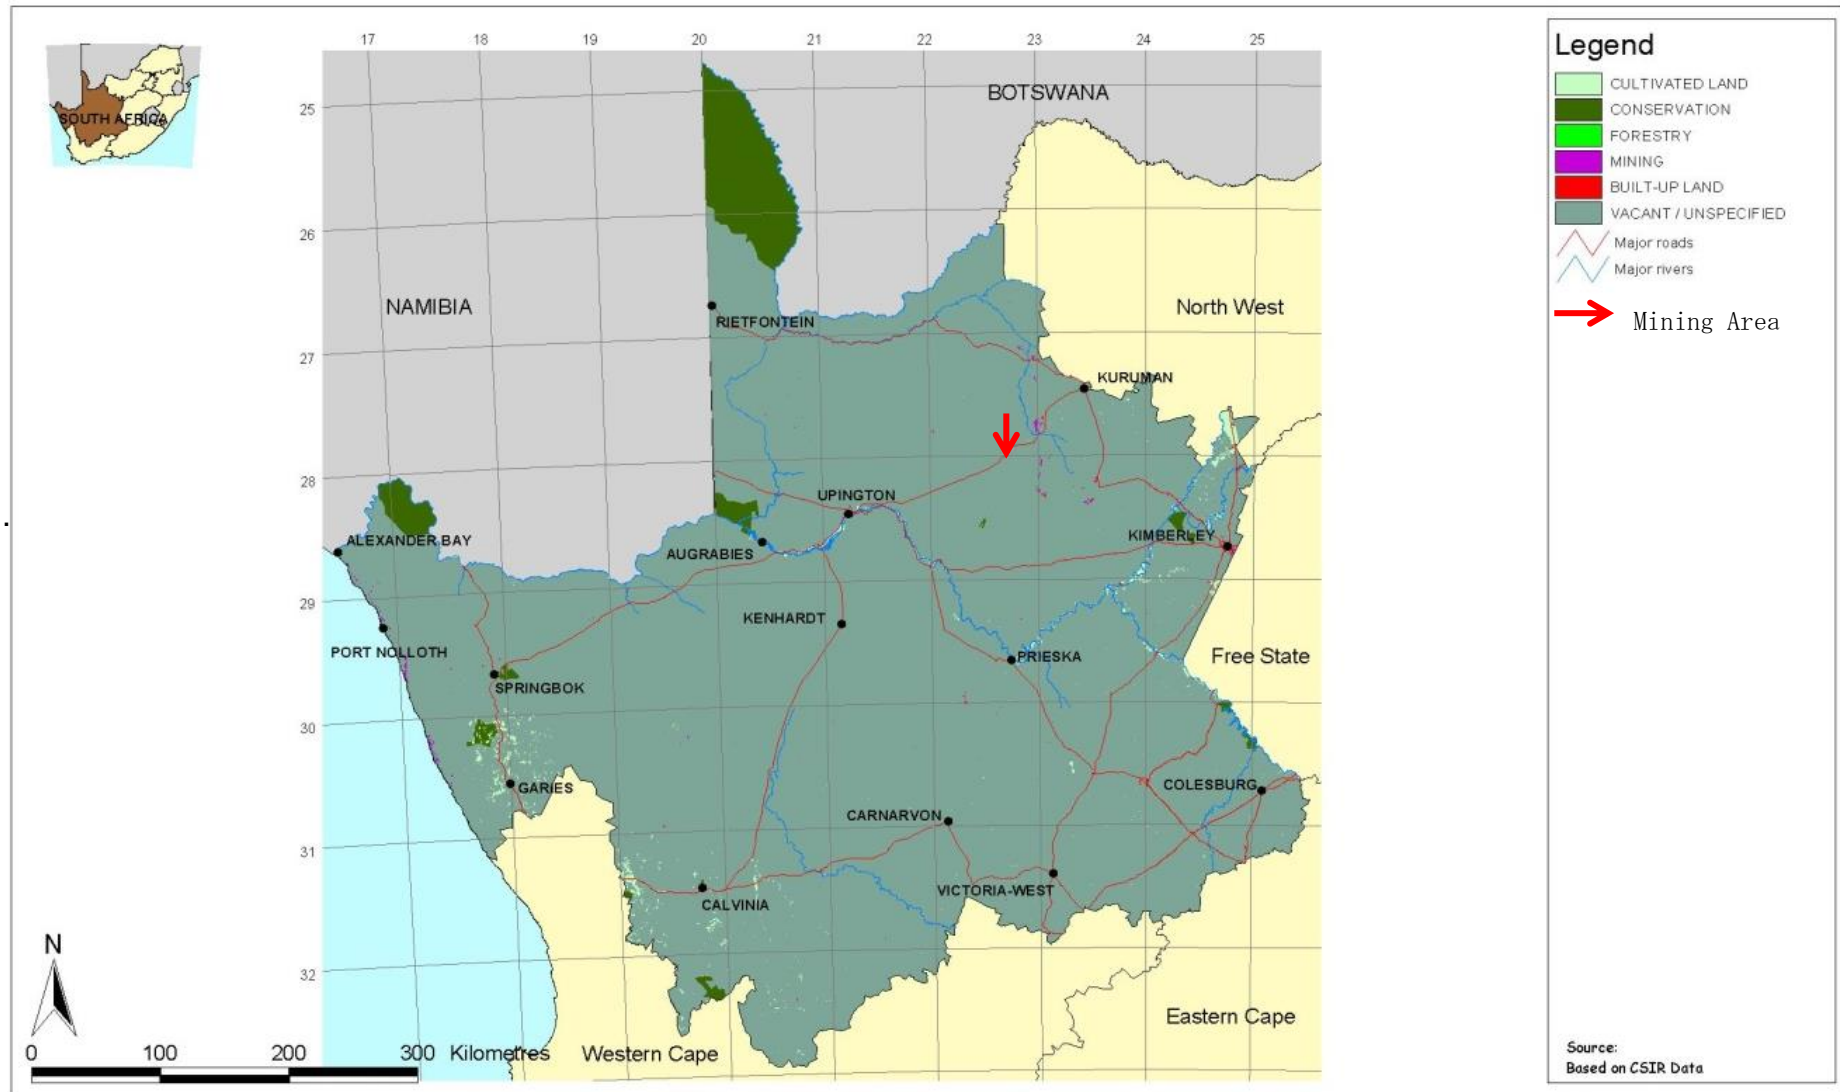 17 18 19 20 21 22 23 24 25
25
26
27
28
29
30
31
32
SOUTH AFRICA
BOTSWANA
NAMIBIA
North West
RIETFONTEIN
KURUMAN
UPINGTON
KIMBERLEY
ALEXANDER BAY
AUGRABIES
KENHARDT
PORT NOLLOTH
PRIESKA
Free State
SPRINGBOK
GARIES
COLESBURG
CARNARVON
VICTORIA-WEST
CALVINIA
Eastern Cape
Western Cape
N
0 100 200 300 Kilometres
Legend
CULTIVATED LAND
CONSERVATION
FORESTRY
MINING
BUILT-UP LAND
VACANT / UNSPECIFIED
Major roads
Major rivers
Mining Area
Source:
Based on CSIR Data